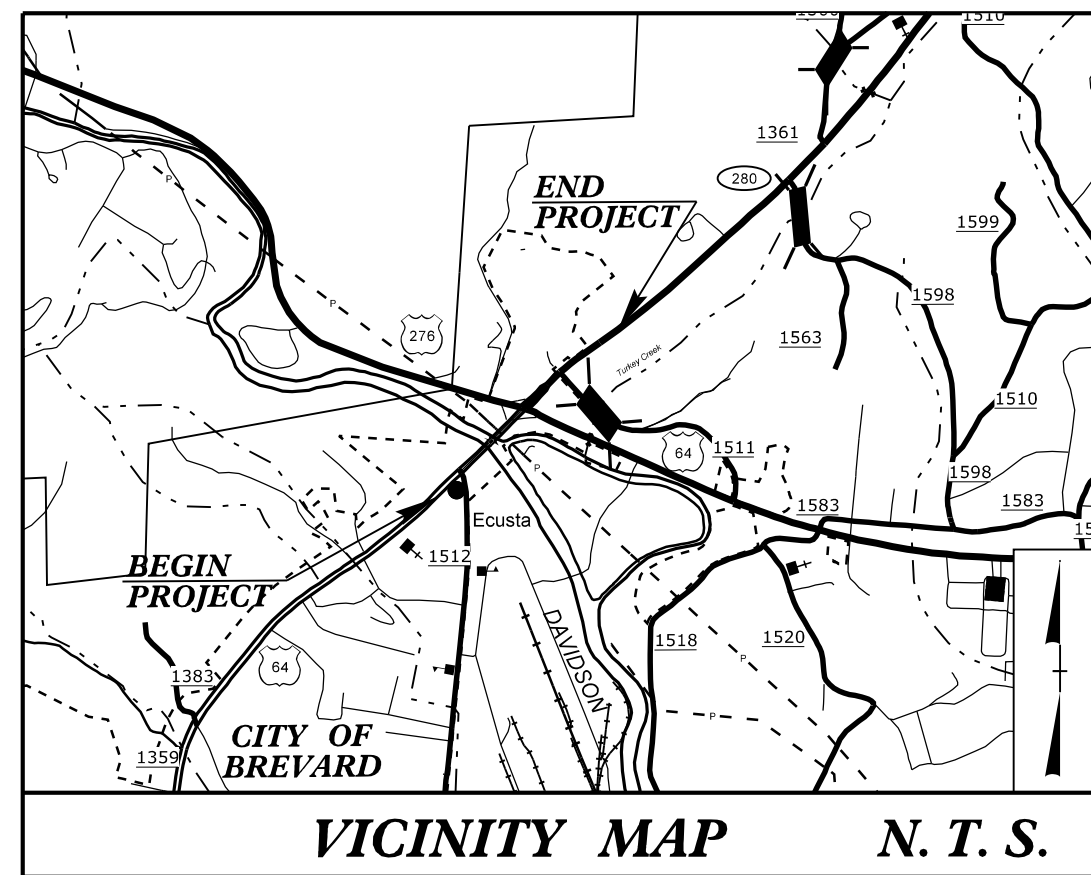 1510
1361
280
END
PROJECT
1599
1598
276
1563
Turkey Creek
1510
64
1511
1598
1583
1583
P
P
P
Ecusta
1512
BEGIN
PROJECT
DAVIDSON
1518
1520
P
P
64
1383
1359
CITY OF
BREVARD
VICINITY MAP N. T. S.